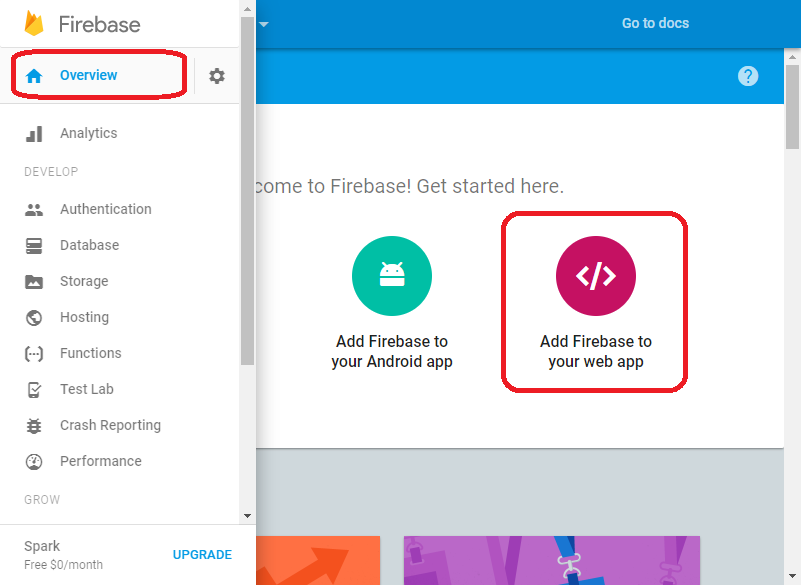 Firebase
Go to docs
Overview
?
Analytics
DEVELOP
come to Firebase! Get started here.
Authentication
Database
Storage
Hosting
Functions
Test Lab
Crash Reporting
Performance
GROW
Add Firebase to
your Android app
Add Firebase to
your web app
Spark
Free $0/month
UPGRADE